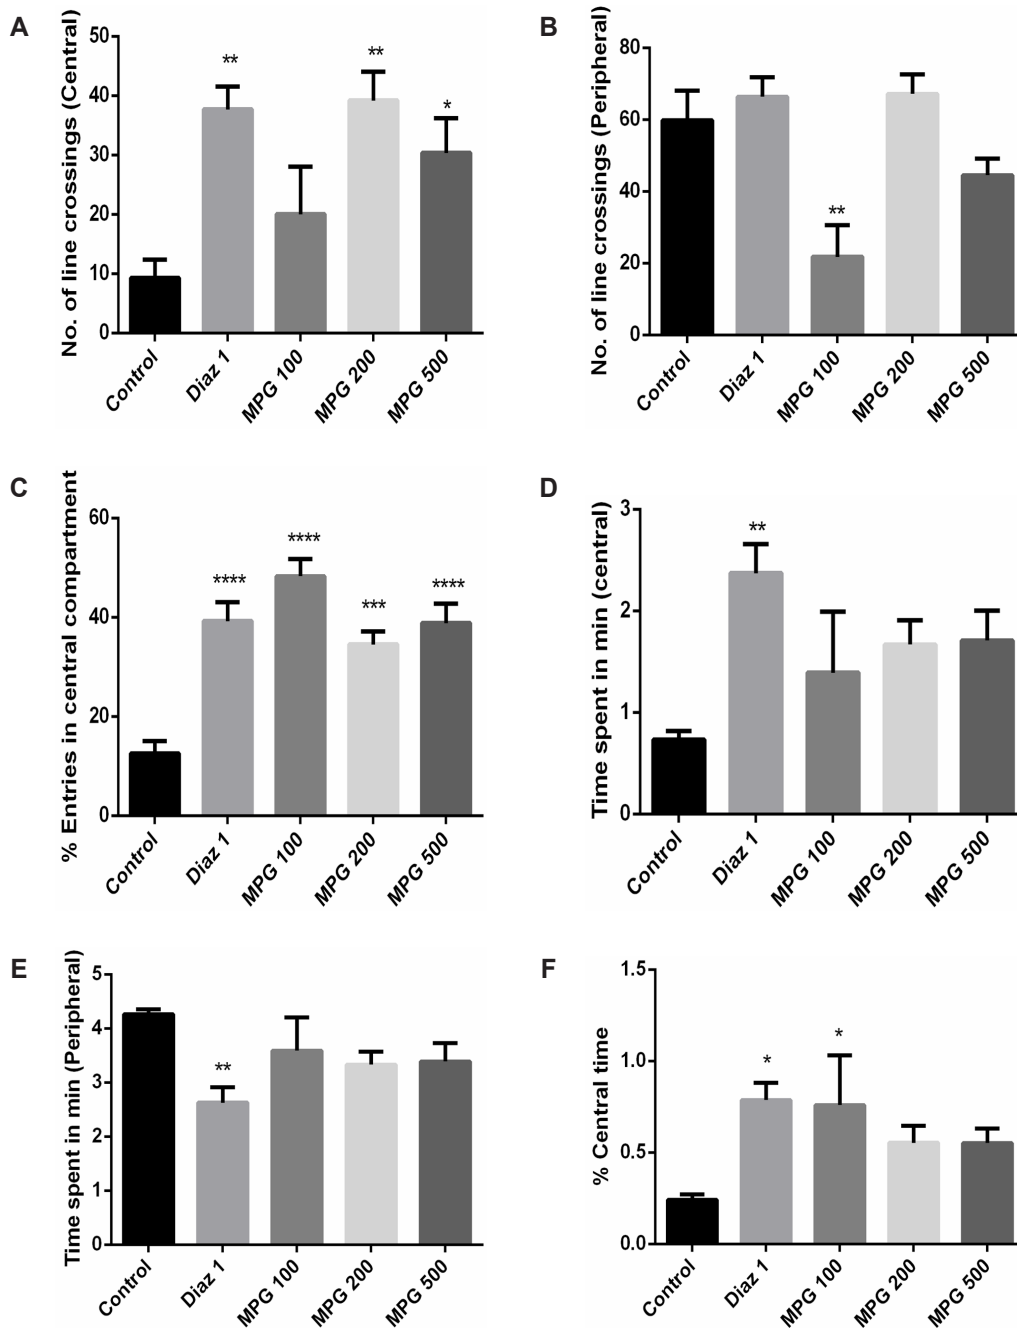 A
No. of line crossings (Central)
50
40
30
20
10
0
**
**
*
Control
Diaz 1
MPG 100
MPG 200
MPG 500
B
No. of line crossings (Peripheral)
80
60
40
20
0
**
Control
Diaz 1
MPG 100
MPG 200
MPG 500
C
% Entries in central compartment
60
40
20
0
****
****
***
****
Control
Diaz 1
MPG 100
MPG 200
MPG 500
D
Time spent in min (central)
3
2
1
0
**
Control
Diaz 1
MPG 100
MPG 200
MPG 500
E
Time spent in min (Peripheral)
5
4
3
2
1
0
**
Control
Diaz 1
MPG 100
MPG 200
MPG 500
F
% Central time
1.5
1.0
0.5
0.0
*
*
Control
Diaz 1
MPG 100
MPG 200
MPG 500